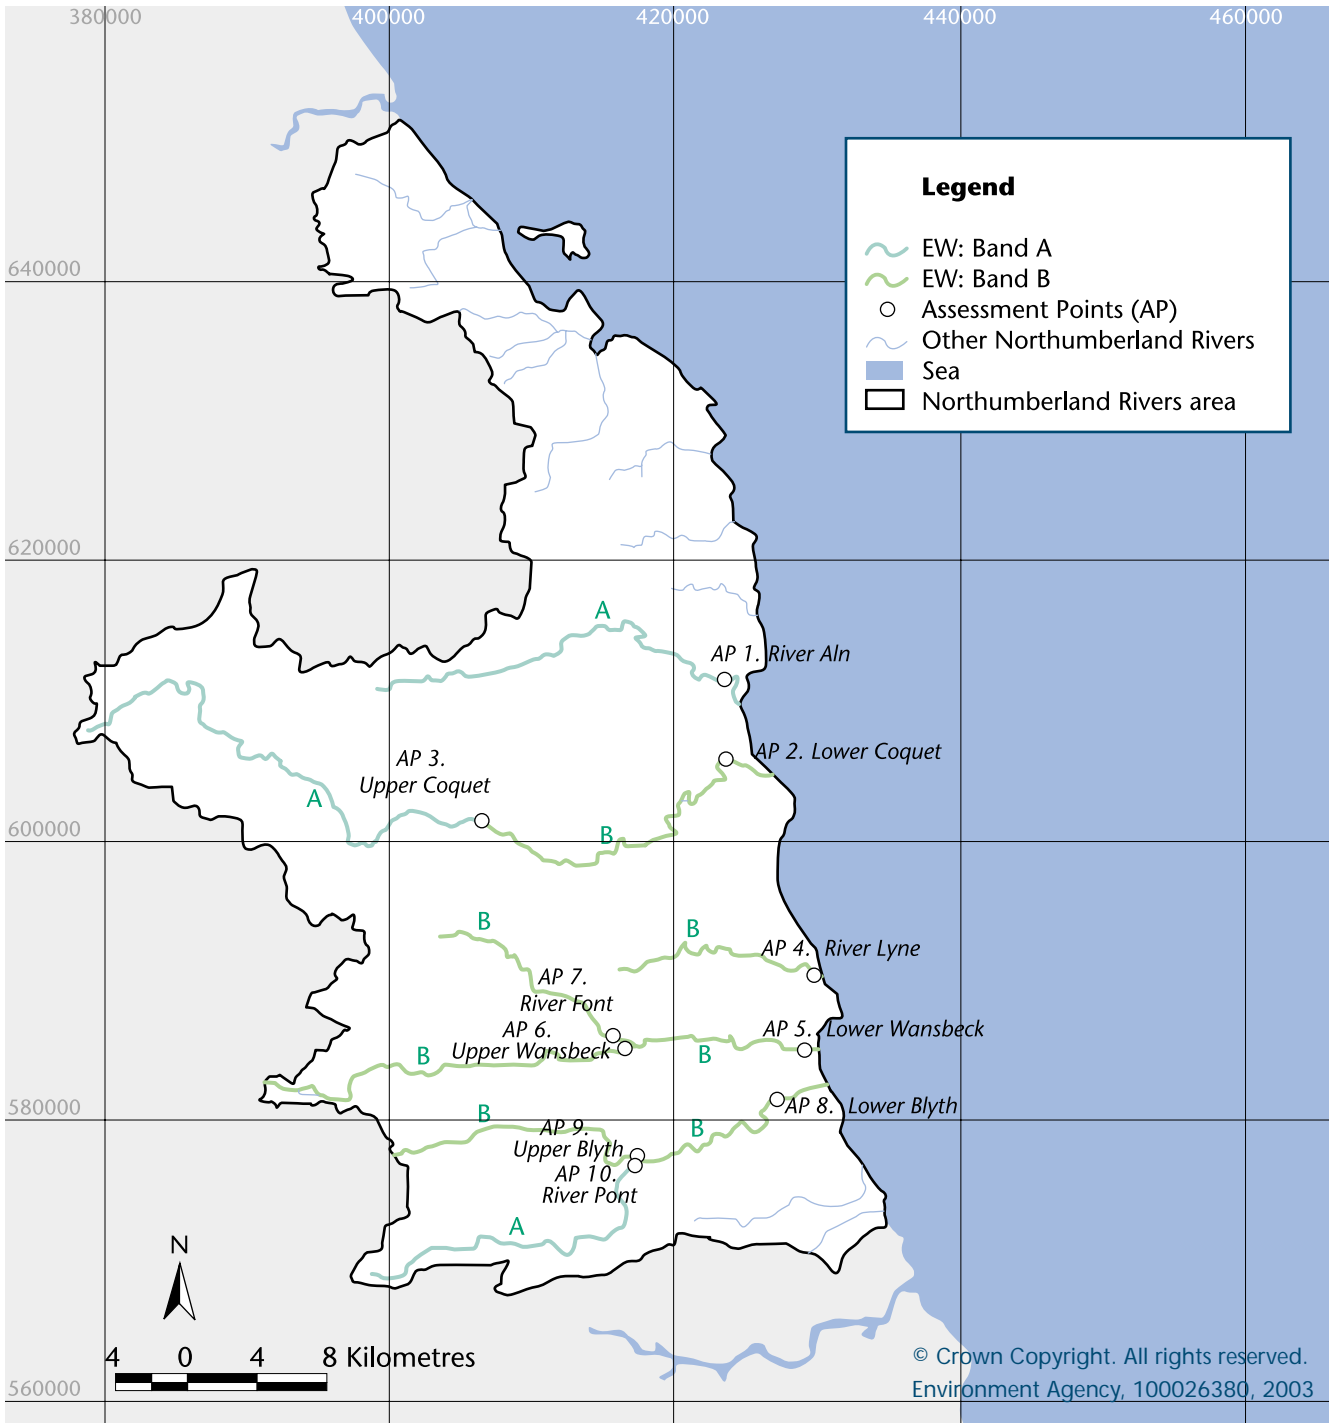 380000
400000
420000
440000
460000
Legend
EW: Band A
EW: Band B
Assessment Points (AP)
Other Northumberland Rivers
Sea
Northumberland Rivers area
640000
620000
A
AP 1. River Aln
AP 2. Lower Coquet
AP 3.
Upper Coquet
A
600000
B
B
B
AP 4. River Lyne
AP 7.
River Font
AP 6.
Upper Wansbeck
AP 5. Lower Wansbeck
B
B
580000
B
AP 8. Lower Blyth
B
AP 9.
Upper Blyth
AP 10.
River Pont
A
N
4 0 4 8 Kilometres
560000
© Crown Copyright. All rights reserved.
Environment Agency, 100026380, 2003